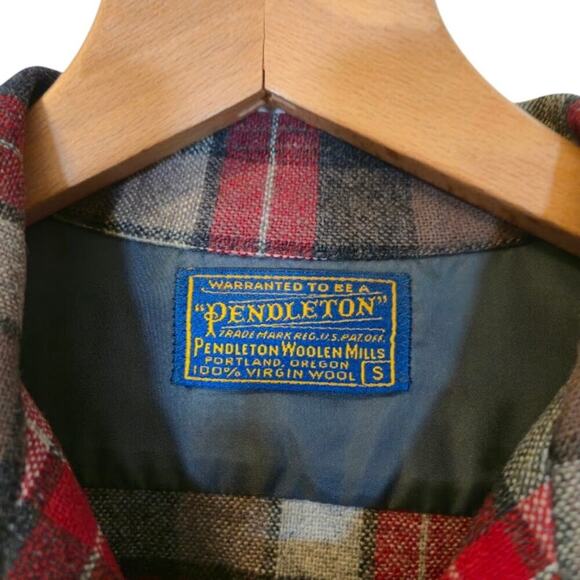 WARRANTED TO BE A
"PENDLETON"
TRADE MARK REG. U.S. PAT. OFF.
PENDLETON WOOLEN MILLS
PORTLAND, OREGON
100% VIRGIN WOOL S